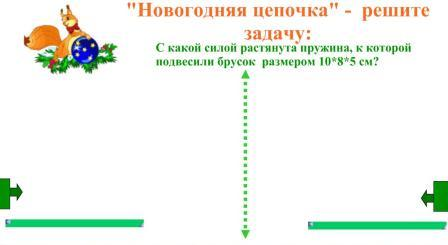 "Новогодняя цепочка" - решите
задачу:
С какой силой растянута пружина, к которой
подвесили брусок размером 10*8*5 см?